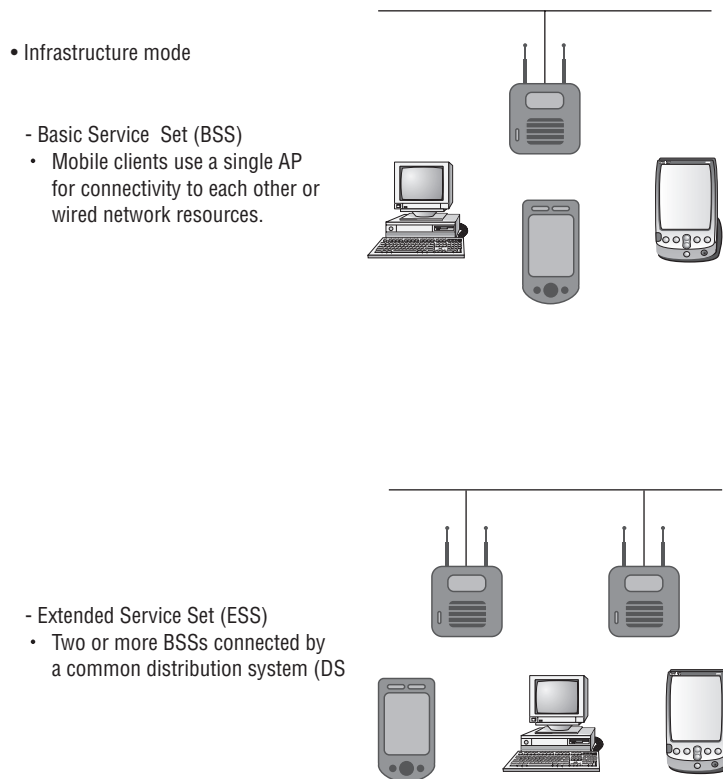 • Infrastructure mode
- Basic Service Set (BSS)
• Mobile clients use a single AP
for connectivity to each other or
wired network resources.
- Extended Service Set (ESS)
• Two or more BSSs connected by
a common distribution system (DS